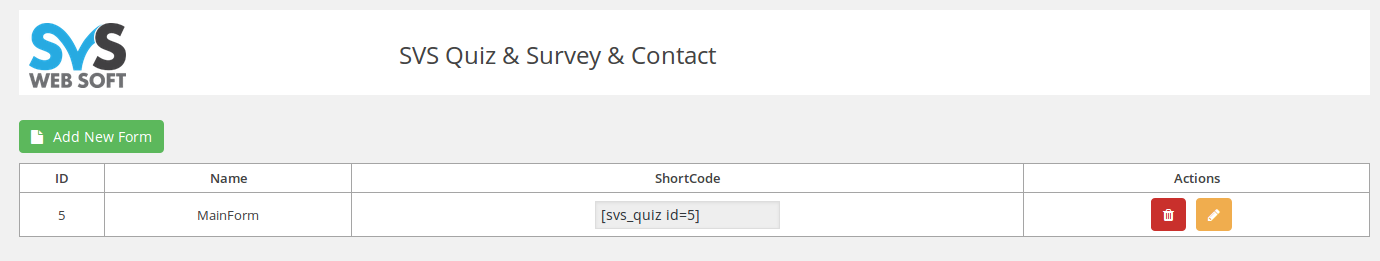 SVS
WEB SOFT
SVS Quiz & Survey & Contact
Add New Form
ID Name ShortCode Actions
5 MainForm [svs_quiz id=5]